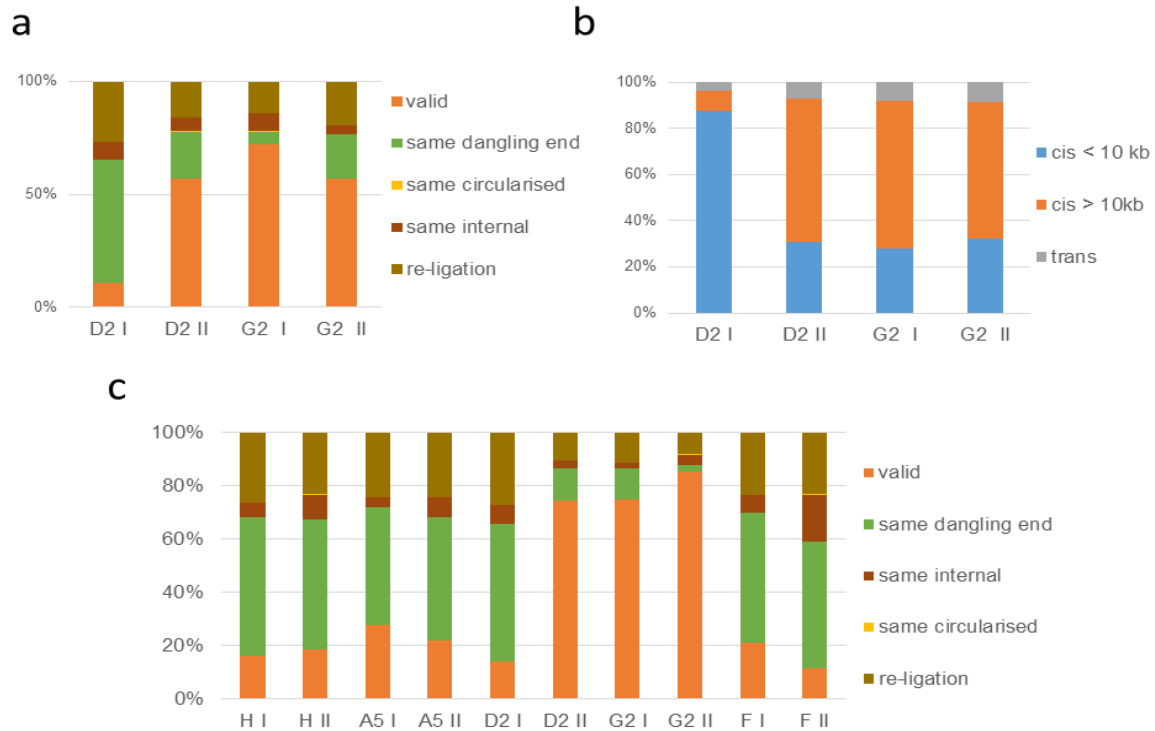 a
100%
50%
0%
D2 I D2 II G2 I G2 II
valid
same dangling end
same circularised
same internal
re-ligation
b
100%
80%
60%
40%
20%
0%
D2 I D2 II G2 I G2 II
cis < 10 kb
cis > 10kb
trans
c
100%
80%
60%
40%
20%
0%
H I H II A5 I A5 II D2 I D2 II G2 I G2 II F I F II
valid
same dangling end
same internal
same circularised
re-ligation